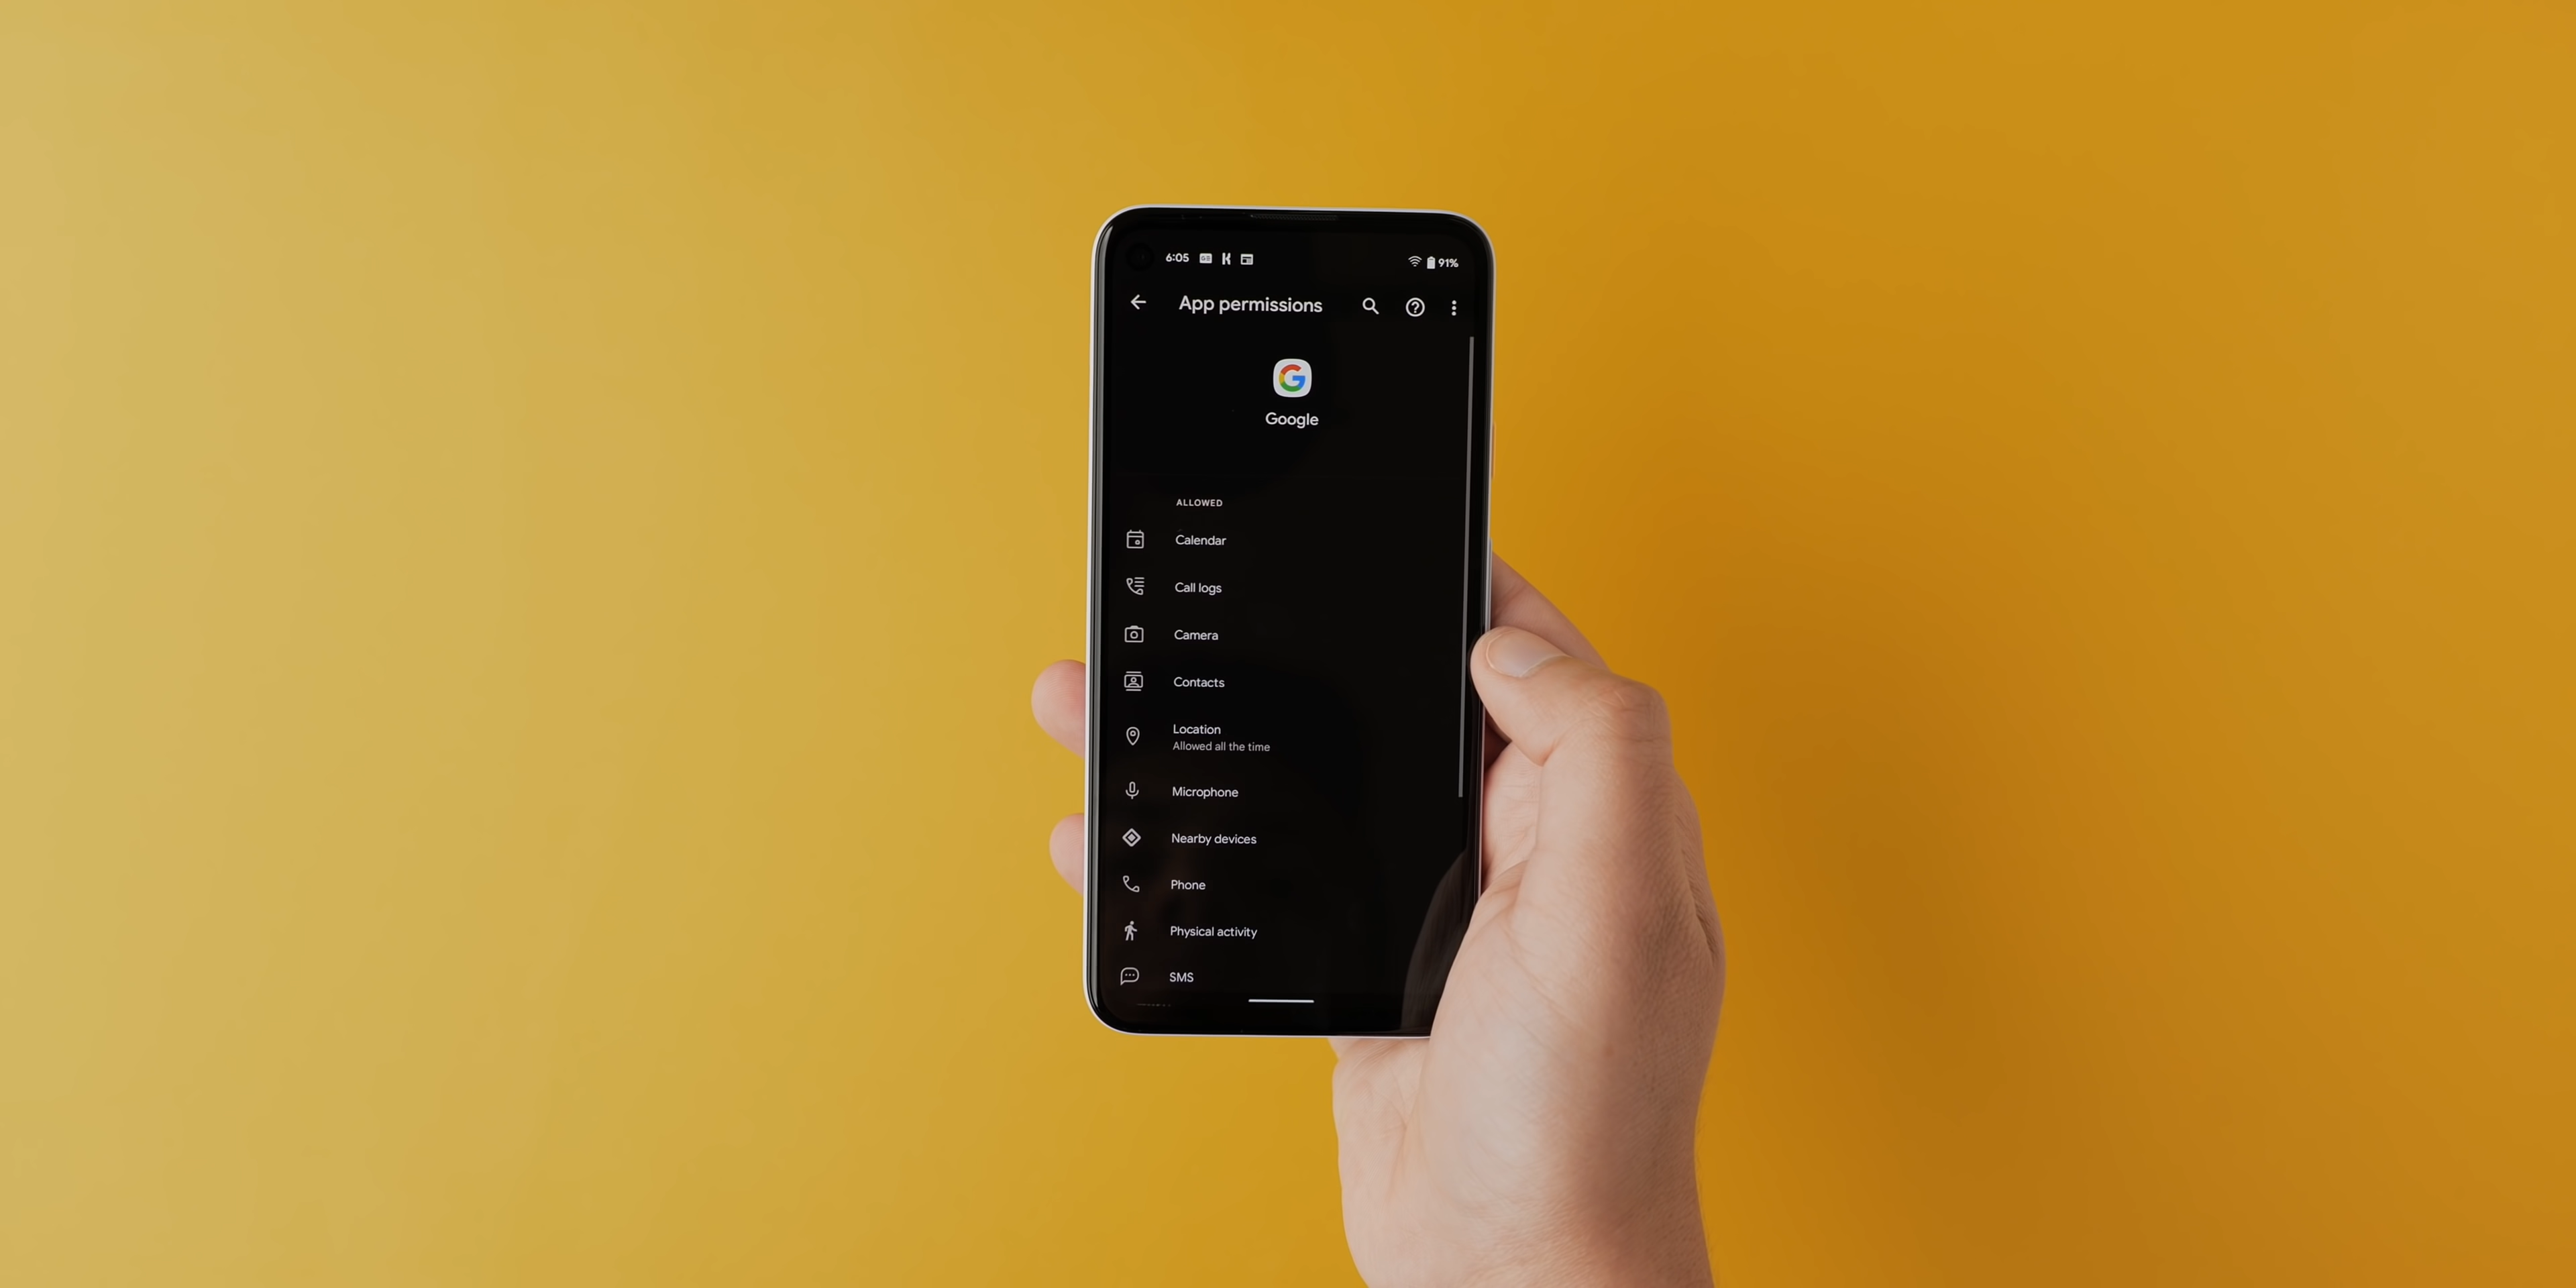 6:05 91%
App permissions
Google
ALLOWED
Calendar
Call logs
Camera
Contacts
Location
Allowed all the time
Microphone
Nearby devices
Phone
Physical activity
SMS